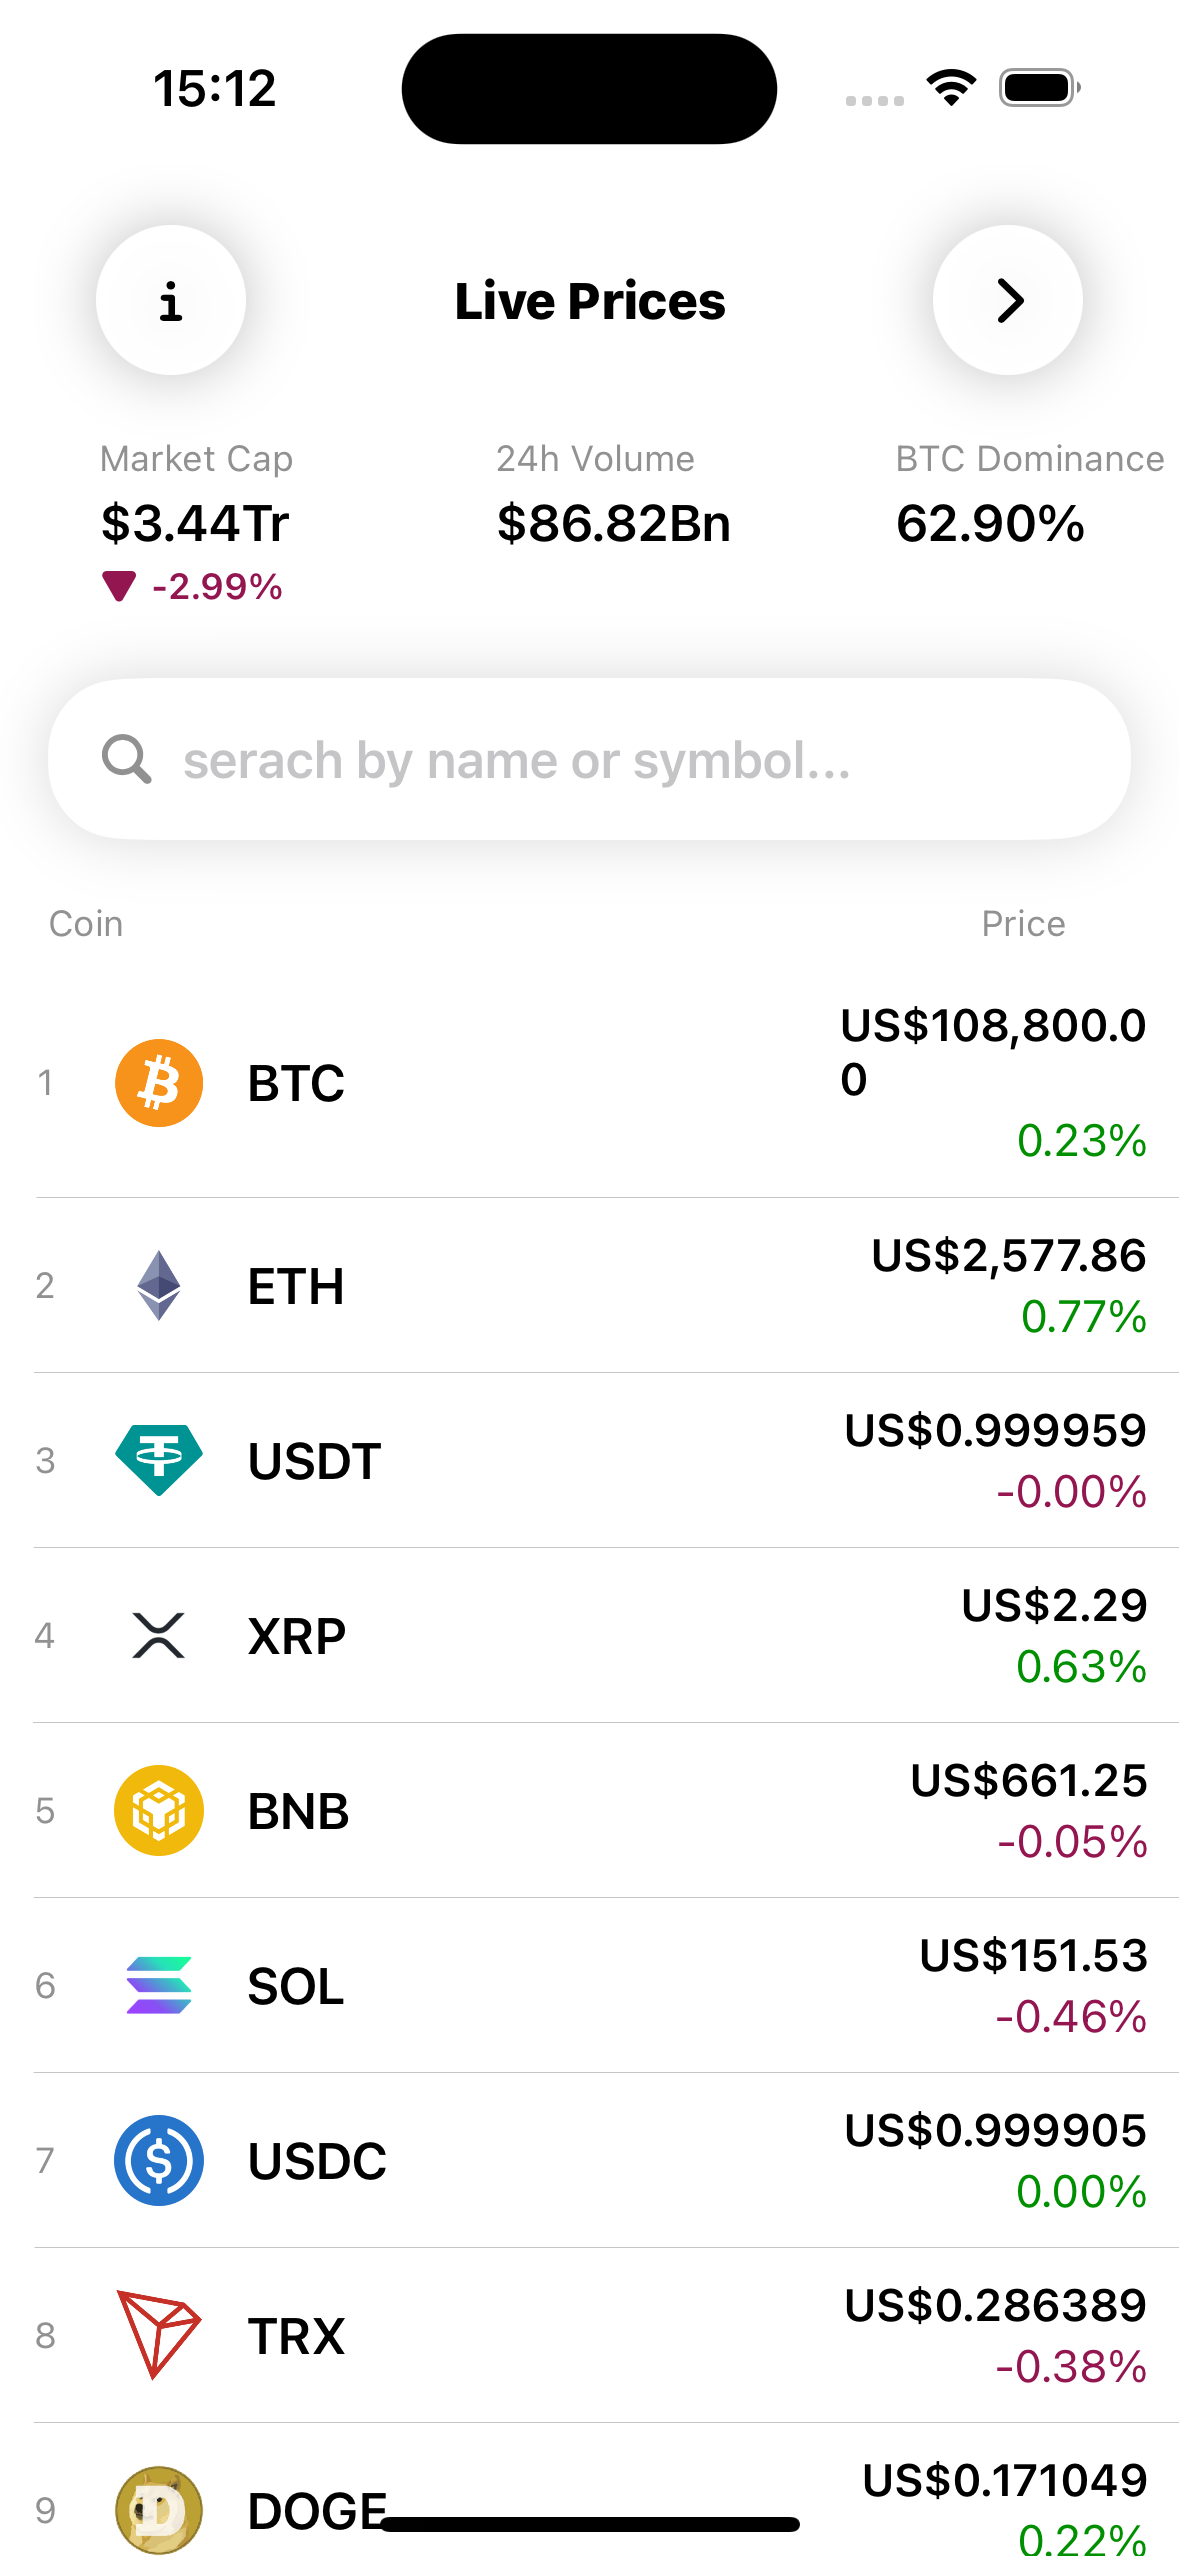 15:12
i
Live Prices
Market Cap
24h Volume
BTC Dominance
$3.44Tr
$86.82Bn
62.90%
-2.99%
serach by name or symbol...
Coin
Price
1
BTC
US$108,800.0
0
0.23%
2
ETH
US$2,577.86
0.77%
3
USDT
US$0.999959
-0.00%
4
XRP
US$2.29
0.63%
5
BNB
US$661.25
-0.05%
6
SOL
US$151.53
-0.46%
7
USDC
US$0.999905
0.00%
8
TRX
US$0.286389
-0.38%
9
DOGE
US$0.171049
0.22%